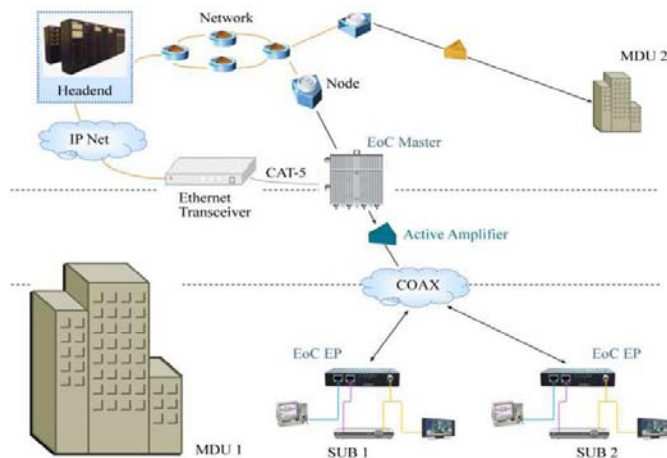 Network
MDU 2
Headend
Node
IP Net
EoC Master
CAT-5
Ethernet
Transceiver
Active Amplifier
COAX
EoC EP
EoC EP
MDU 1
SUB 1
SUB 2